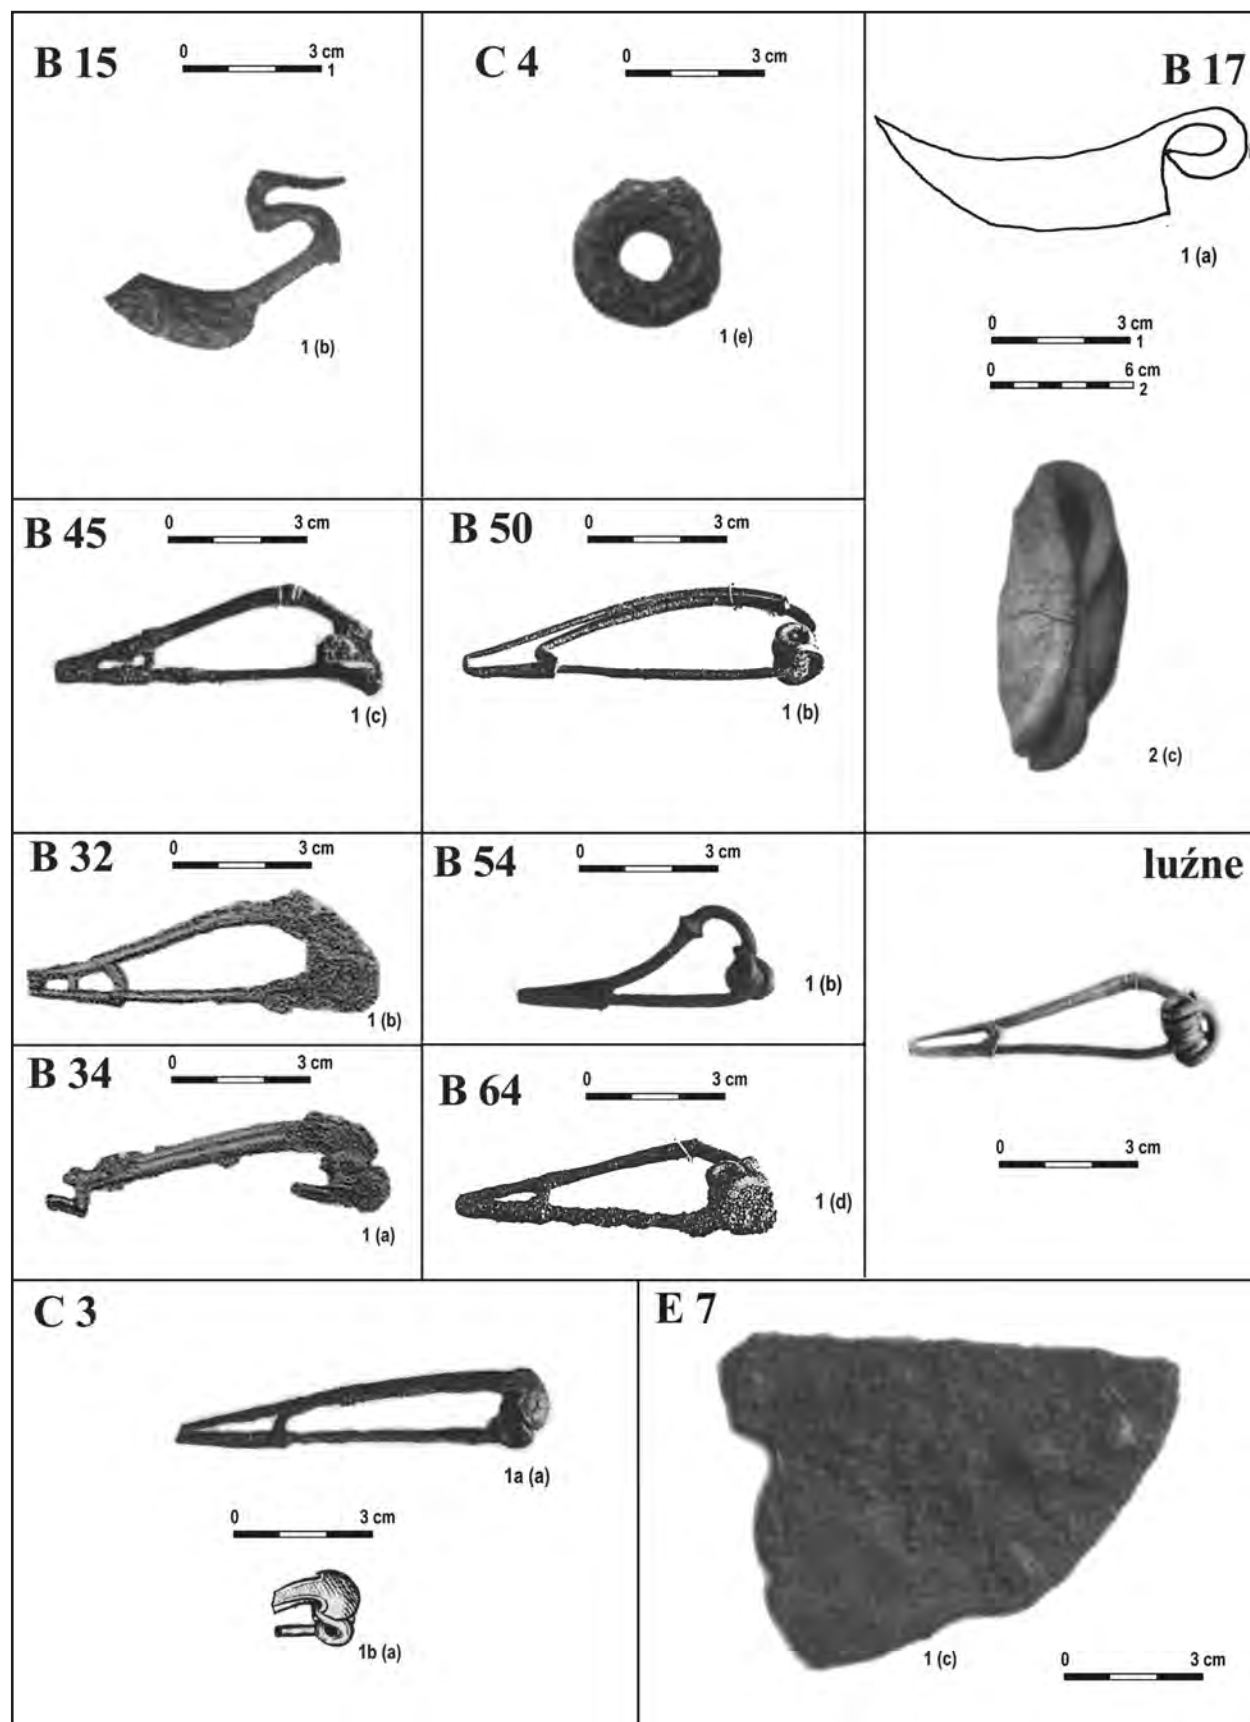 B 15
0 3 cm
1
1 (b)
C 4
0 3 cm
1 (e)
B 17
1 (a)
0 3 cm
1
0 6 cm
2
2 (c)
B 45
0 3 cm
1 (c)
B 50
0 3 cm
1 (b)
B 32
0 3 cm
1 (b)
B 54
0 3 cm
1 (b)
luźne
0 3 cm
B 34
0 3 cm
1 (a)
B 64
0 3 cm
1 (d)
C 3
1a (a)
0 3 cm
1b (a)
E 7
1 (c)
0 3 cm